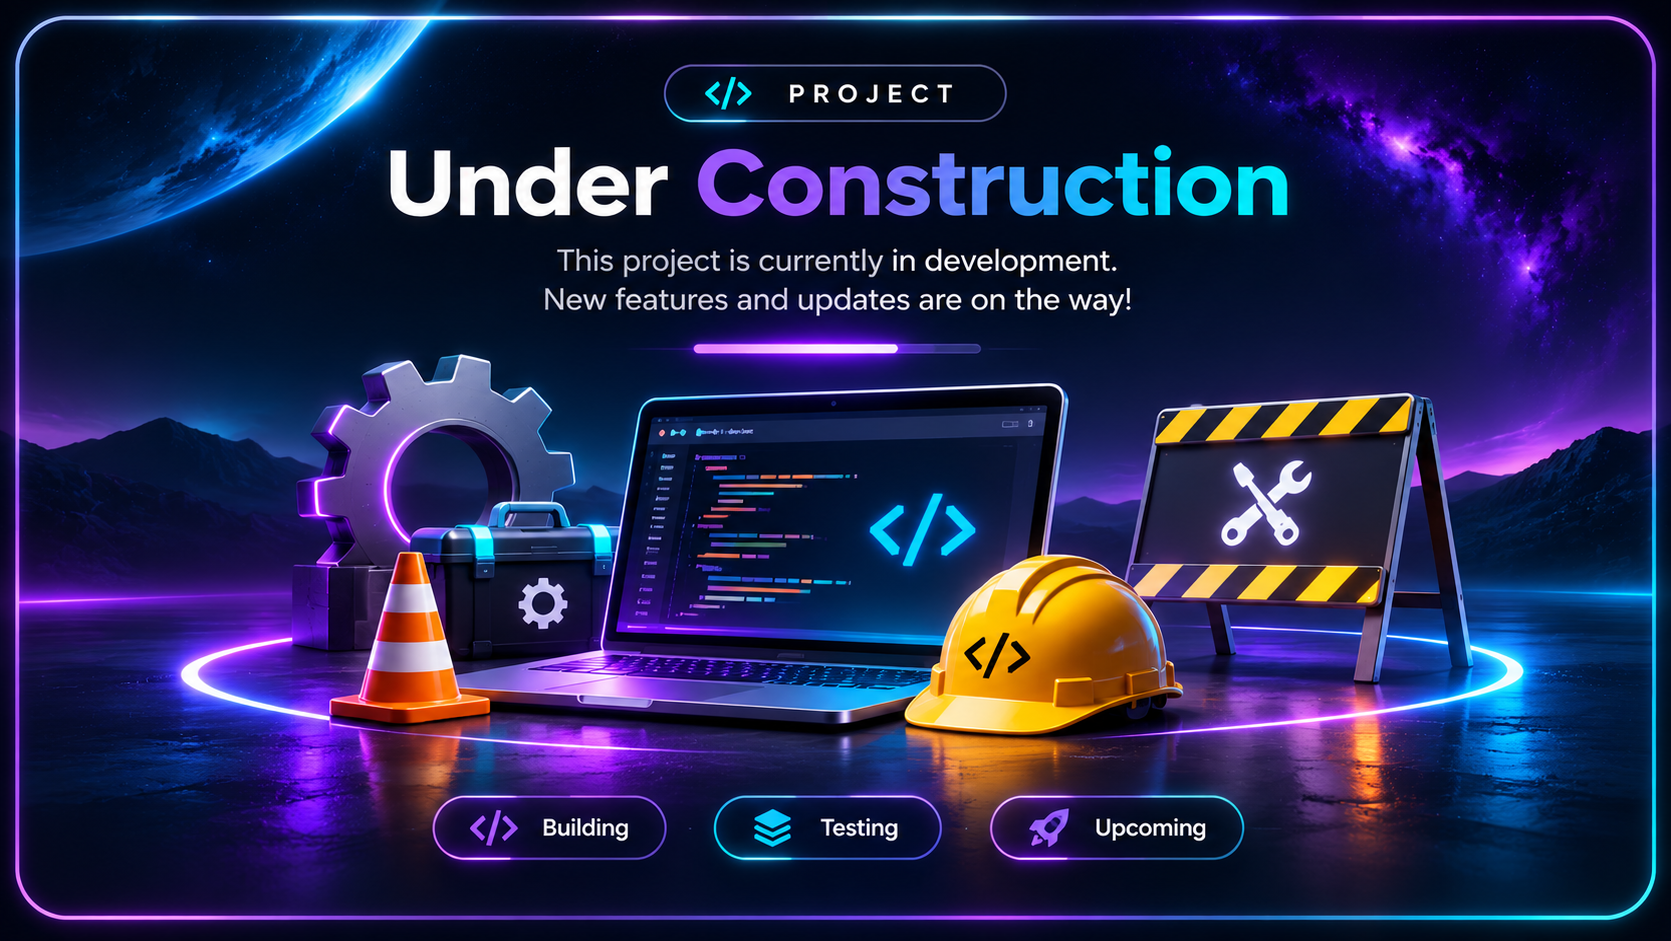 </> PROJECT
Under Construction
This project is currently in development.
New features and updates are on the way!
</>
</>
</> Building
Testing
Upcoming